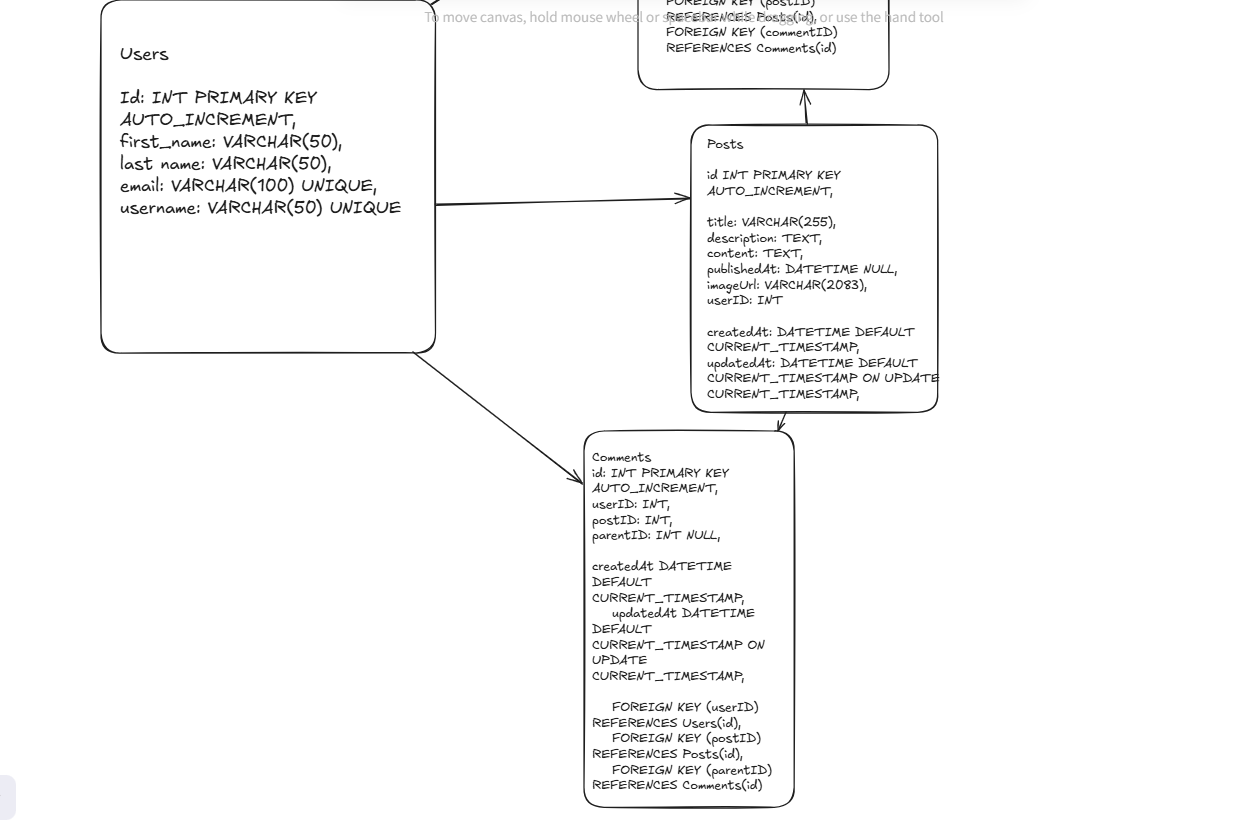 FOREIGN KEY (postID)
To move canvas, hold mouse wheel or spacebar while dragging, or use the hand tool
REFERENCES Posts(id),
FOREIGN KEY (commentID)
REFERENCES Comments(id)
Users
Id: INT PRIMARY KEY
AUTO_INCREMENT,
first_name: VARCHAR(50),
last name: VARCHAR(50),
email: VARCHAR(100) UNIQUE,
username: VARCHAR(50) UNIQUE
Posts
id INT PRIMARY KEY
AUTO_INCREMENT,
title: VARCHAR(255),
description: TEXT,
content: TEXT,
publishedAt: DATETIME NULL,
imageUrl: VARCHAR(2083),
userID: INT
createdAt: DATETIME DEFAULT
CURRENT_TIMESTAMP,
updatedAt: DATETIME DEFAULT
CURRENT_TIMESTAMP ON UPDATE
CURRENT_TIMESTAMP,
Comments
id: INT PRIMARY KEY
AUTO_INCREMENT,
userID: INT,
postID: INT,
parentID: INT NULL,
createdAt DATETIME
DEFAULT
CURRENT_TIMESTAMP,
updatedAt DATETIME
DEFAULT
CURRENT_TIMESTAMP ON
UPDATE
CURRENT_TIMESTAMP,
FOREIGN KEY (userID)
REFERENCES Users(id),
FOREIGN KEY (postID)
REFERENCES Posts(id),
FOREIGN KEY (parentID)
REFERENCES Comments(id)